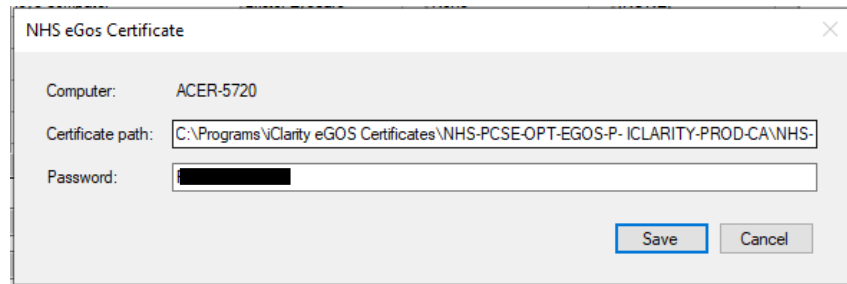 NHS eGos Certificate
Computer: ACER-5720
Certificate path: C:\Programs\iClarity eGOS Certificates\NHS-PCSE-OPT-EGOS-P- ICLARITY-PROD-CA\NHS-
Password:
Save Cancel